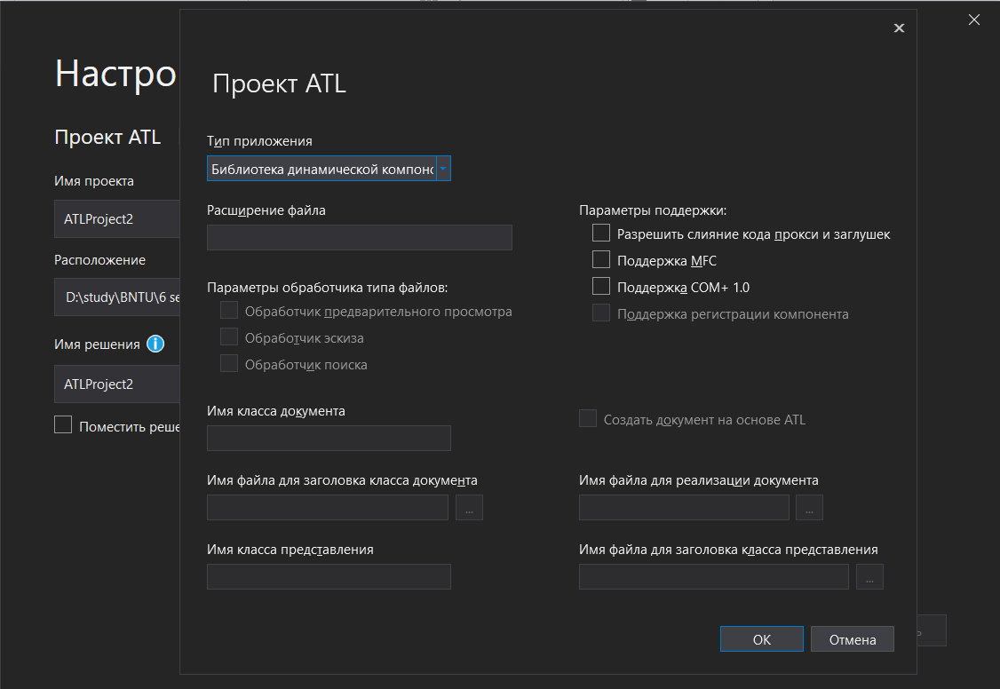 Настро
Проект ATL
Имя проекта
ATLProject2
Расположение
D:\study\BNTU\6 se
Имя решения
ATLProject2
Поместить реше
Проект ATL
Тип приложения
Библиотека динамической компонс
Расширение файла
Параметры обработчика типа файлов:
Обработчик предварительного просмотра
Обработчик эскиза
Обработчик поиска
Параметры поддержки:
Разрешить слияние кода прокси и заглушек
Поддержка MFC
Поддержка COM+ 1.0
Поддержка регистрации компонента
Имя класса документа
Создать документ на основе ATL
Имя файла для заголовка класса документа
...
Имя файла для реализации документа
...
Имя класса представления
Имя файла для заголовка класса представления
...
ОК
Отмена